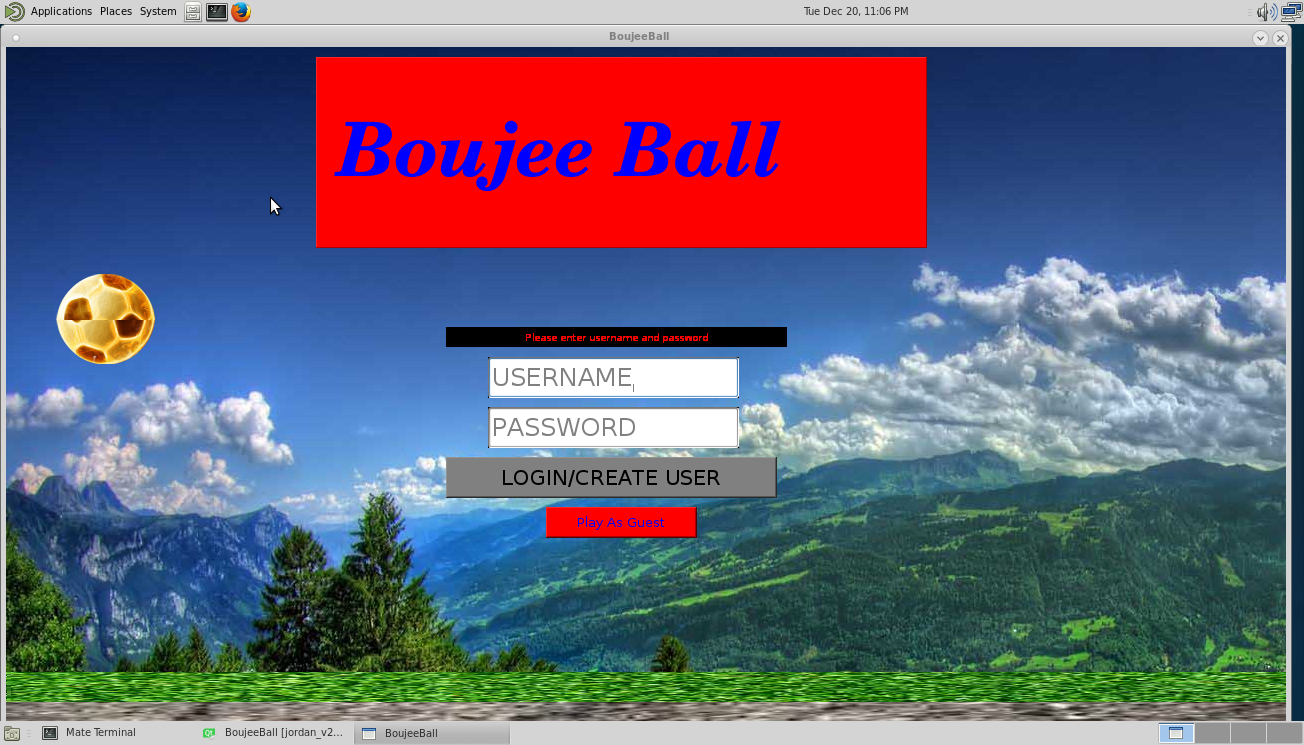 Applications Places System
Tue Dec 20, 11:06 PM
BoujeeBall
Boujee Ball
Please enter username and password
USERNAME
PASSWORD
LOGIN/CREATE USER
Play As Guest
Mate Terminal
BoujeeBall [jordan_v2...
BoujeeBall